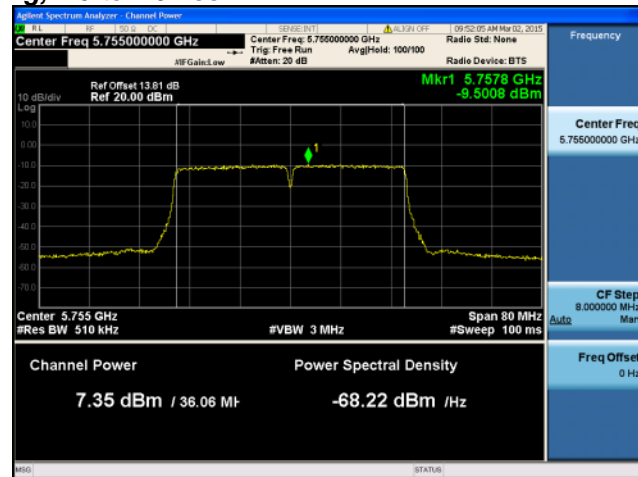 Agilent Spectrum Analyzer - Channel Power
RL RF 50 Ω DC SENSE:INT ALIGN OFF 09:52:05 AM Mar 02, 2015
Center Freq 5.755000000 GHz
Center Freq: 5.755000000 GHz
Radio Std: None
Trig: Free Run
Avg|Hold: 100/100
#IFGain:Low
#Atten: 20 dB
Radio Device: BTS
Ref Offset 13.81 dB
Mkr1 5.7578 GHz
10 dB/div
Ref 20.00 dBm
-9.5008 dBm
Log
10.0
0.00
1
-10.0
-20.0
-30.0
-40.0
-50.0
-60.0
-70.0
Center 5.755 GHz
Span 80 MHz
#Res BW 510 kHz
#VBW 3 MHz
#Sweep 100 ms
Channel Power
Power Spectral Density
7.35 dBm / 36.06 MH
-68.22 dBm /Hz
MSG
STATUS
Frequency
Center Freq
5.755000000 GHz
CF Step
8.000000 MHz
Auto Man
Freq Offset
0 Hz